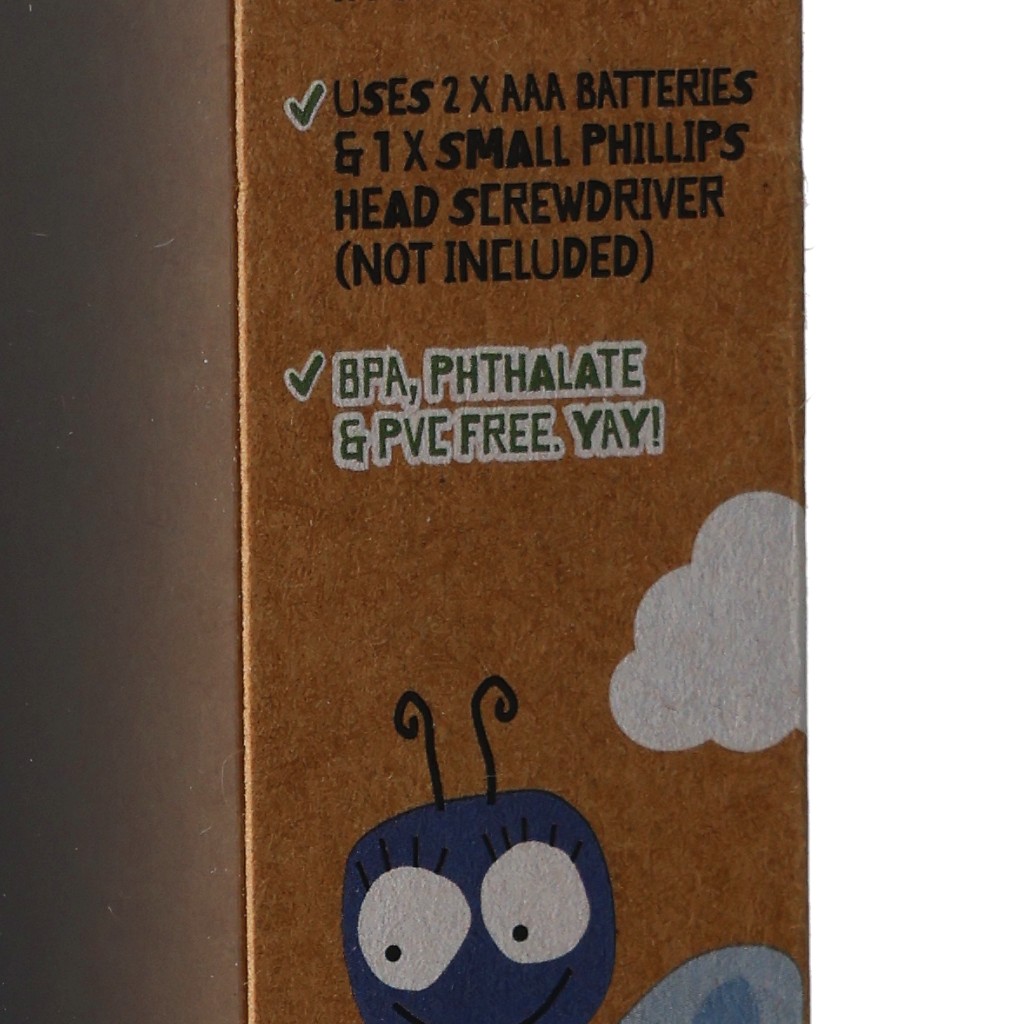 USES 2 X AAA BATTERIES
& 1 X SMALL PHILLIPS
HEAD SCREWDRIVER
(NOT INCLUDED)
BPA, PHTHALATE
& PVC FREE. YAY!